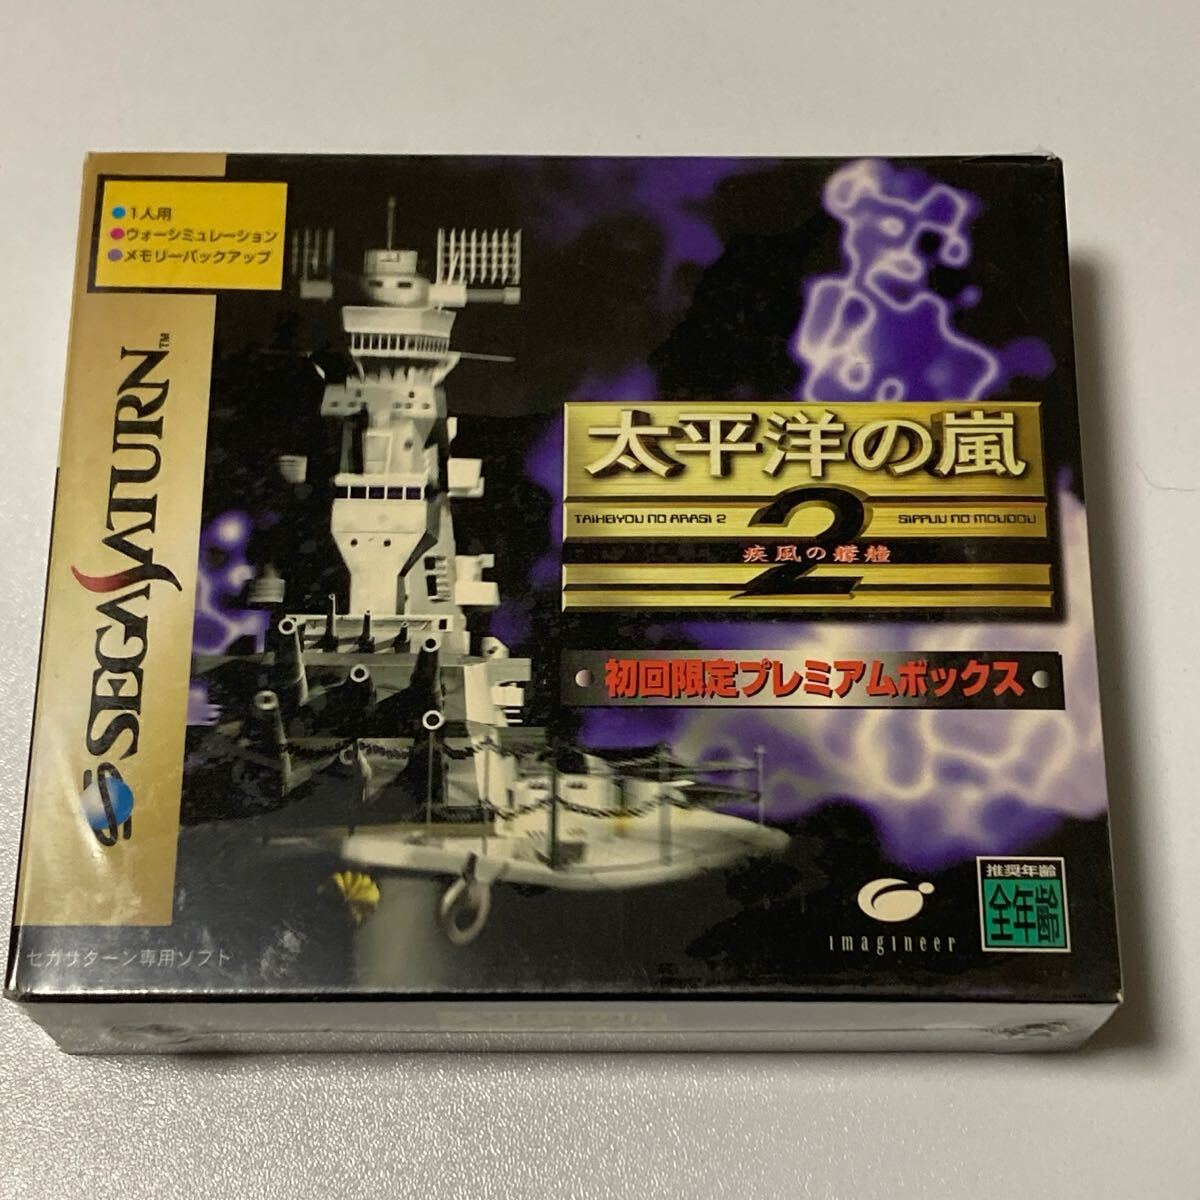 1人用
ウォーシミュレーション
メモリーバックアップ
SEGA SATURN™
太平洋の嵐
2
TAIHEIYOU NO ARASI 2
SIPPUU NO MOUDOU
疾風の艨艟
初回限定プレミアムボックス
imagineer
推奨年齢
全年齢
セガサターン専用ソフト